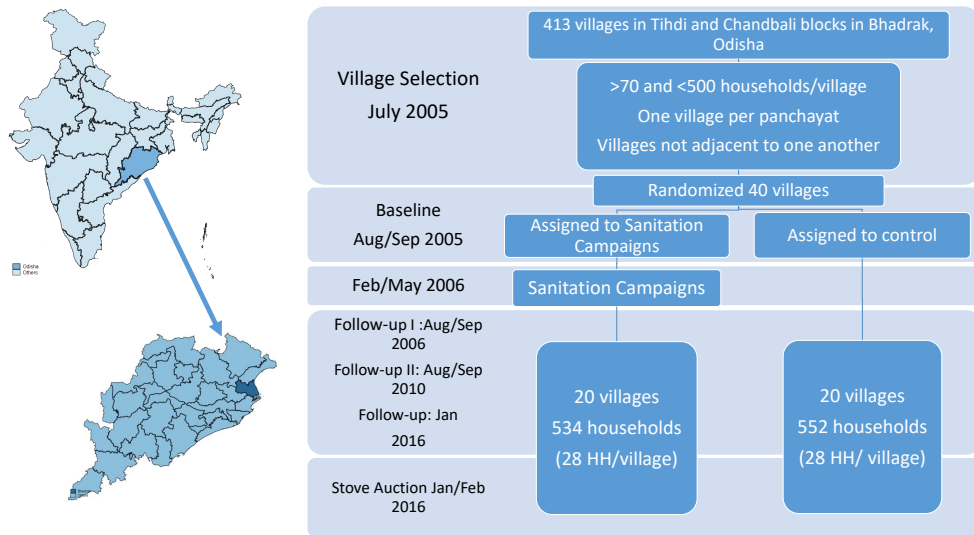 413 villages in Tihdi and Chandbali blocks in Bhadrak,
Odisha
Village Selection
July 2005
>70 and <500 households/village
One village per panchayat
Villages not adjacent to one another
Randomized 40 villages
Baseline
Aug/Sep 2005
Assigned to Sanitation
Campaigns
Assigned to control
Feb/May 2006
Sanitation Campaigns
Follow-up I :Aug/Sep
2006
Follow-up II: Aug/Sep
2010
Follow-up: Jan
2016
20 villages
534 households
(28 HH/village)
20 villages
552 households
(28 HH/ village)
Stove Auction Jan/Feb
2016
Odisha
Others